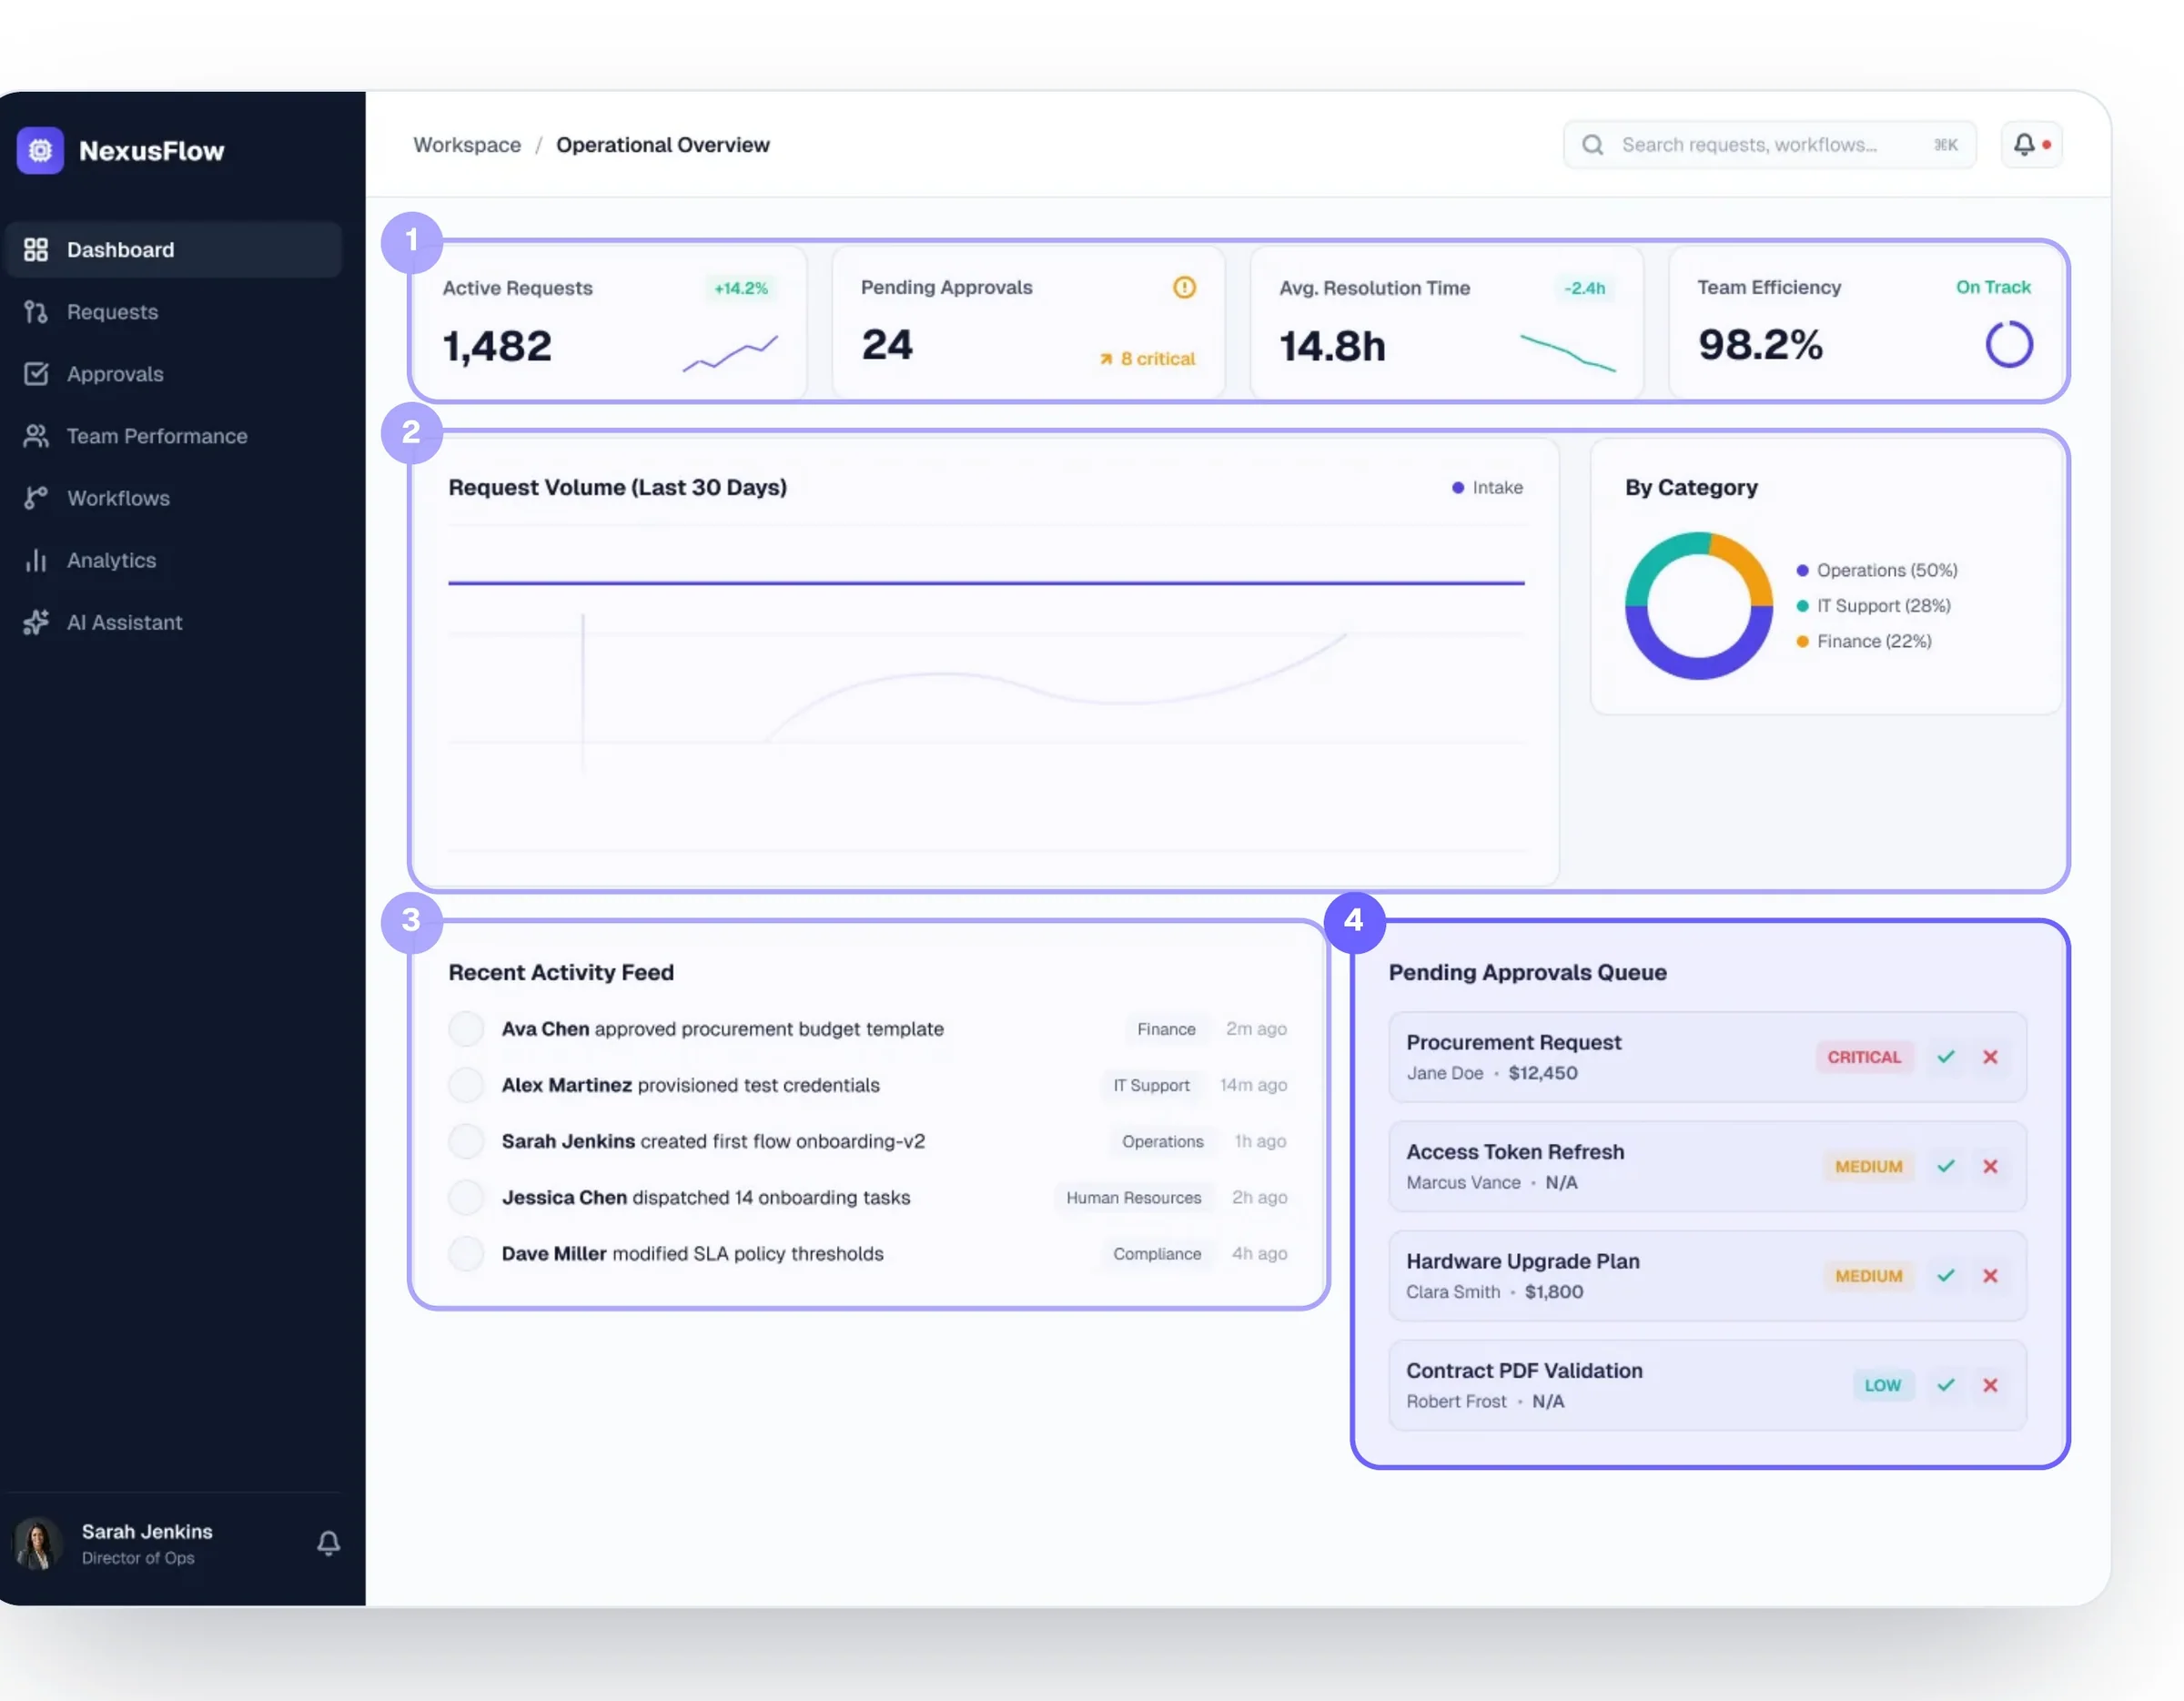 NexusFlow
Dashboard
Requests
Approvals
Team Performance
Workflows
Analytics
AI Assistant
Sarah Jenkins
Director of Ops
Workspace / Operational Overview
Search requests, workflows... ⌘K
1
Active Requests +14.2%
1,482
Pending Approvals
24
8 critical
Avg. Resolution Time -2.4h
14.8h
Team Efficiency On Track
98.2%
2
Request Volume (Last 30 Days) Intake
By Category
Operations (50%)
IT Support (28%)
Finance (22%)
3
Recent Activity Feed
Ava Chen approved procurement budget template Finance 2m ago
Alex Martinez provisioned test credentials IT Support 14m ago
Sarah Jenkins created first flow onboarding-v2 Operations 1h ago
Jessica Chen dispatched 14 onboarding tasks Human Resources 2h ago
Dave Miller modified SLA policy thresholds Compliance 4h ago
4
Pending Approvals Queue
Procurement Request
Jane Doe • $12,450
CRITICAL
Access Token Refresh
Marcus Vance • N/A
MEDIUM
Hardware Upgrade Plan
Clara Smith • $1,800
MEDIUM
Contract PDF Validation
Robert Frost • N/A
LOW